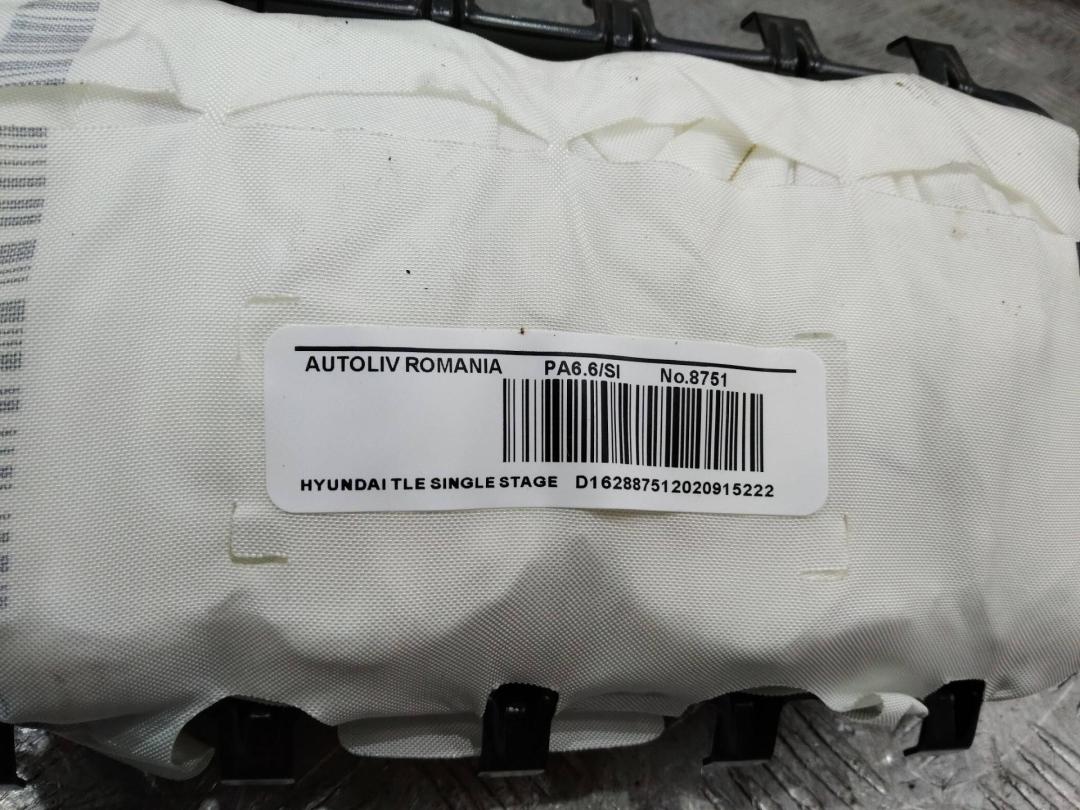 AUTOLIV ROMANIA PA6.6/SI No.8751
HYUNDAI TLE SINGLE STAGE D162887512020915222